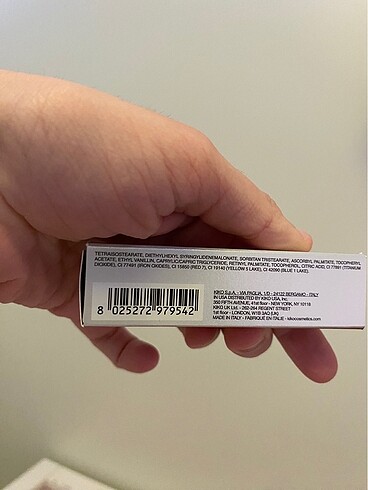 TETRAISOSTEARATE, DIETHYLHEXYL SYRINGYLIDENEMALONATE, SORBITAN TRISTEARATE, ASCORBYL PALMITATE, TOCOPHERYL
ACETATE, ETHYL VANILLIN, CAPRYLIC/CAPRIC TRIGLYCERIDE, RETINYL PALMITATE, TOCOPHEROL, CITRIC ACID, CI 77891 (TITANIUM
DIOXIDE), CI 77491 (IRON OXIDES), CI 15850 (RED 7), CI 19140 (YELLOW 5 LAKE), CI 42090 (BLUE 1 LAKE).
KIKO S.p.A. - VIA PAGLIA, 1/D - 24122 BERGAMO - ITALY
IN USA DISTRIBUTED BY KIKO USA, Inc.
350 FIFTH AVENUE, 41st floor - NEW YORK, NY 10118
KIKO UK Ltd. - 262-264 REGENT STREET
1st floor - LONDON, W1B 3AG (UK)
MADE IN ITALY - FABRIQUÉ EN ITALIE - kikocosmetics.com
8 025272 979542